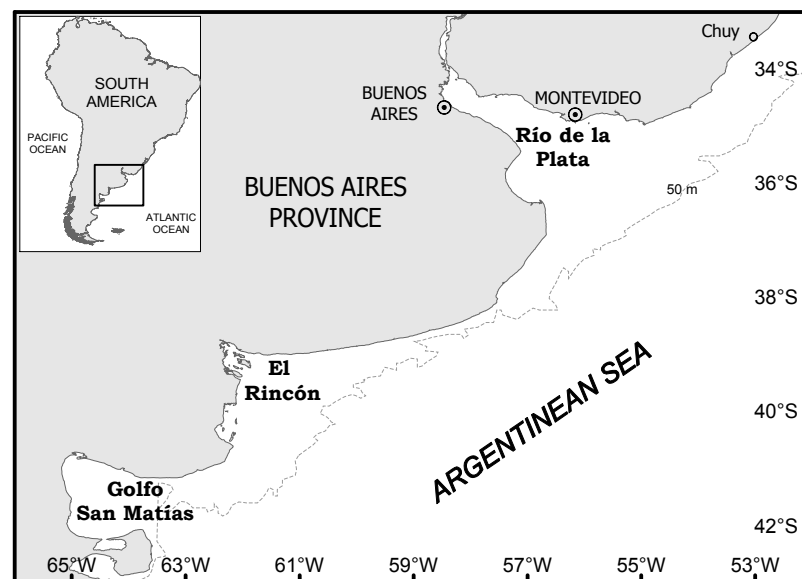 SOUTH
AMERICA
PACIFIC
OCEAN
ATLANTIC
OCEAN
Chuy
34°S
BUENOS
AIRES
MONTEVIDEO
Río de la
Plata
BUENOS AIRES
PROVINCE
50 m
36°S
38°S
El
Rincón
ARGENTINEAN SEA
40°S
Golfo
San Matías
42°S
65°W
63°W
61°W
59°W
57°W
55°W
53°W